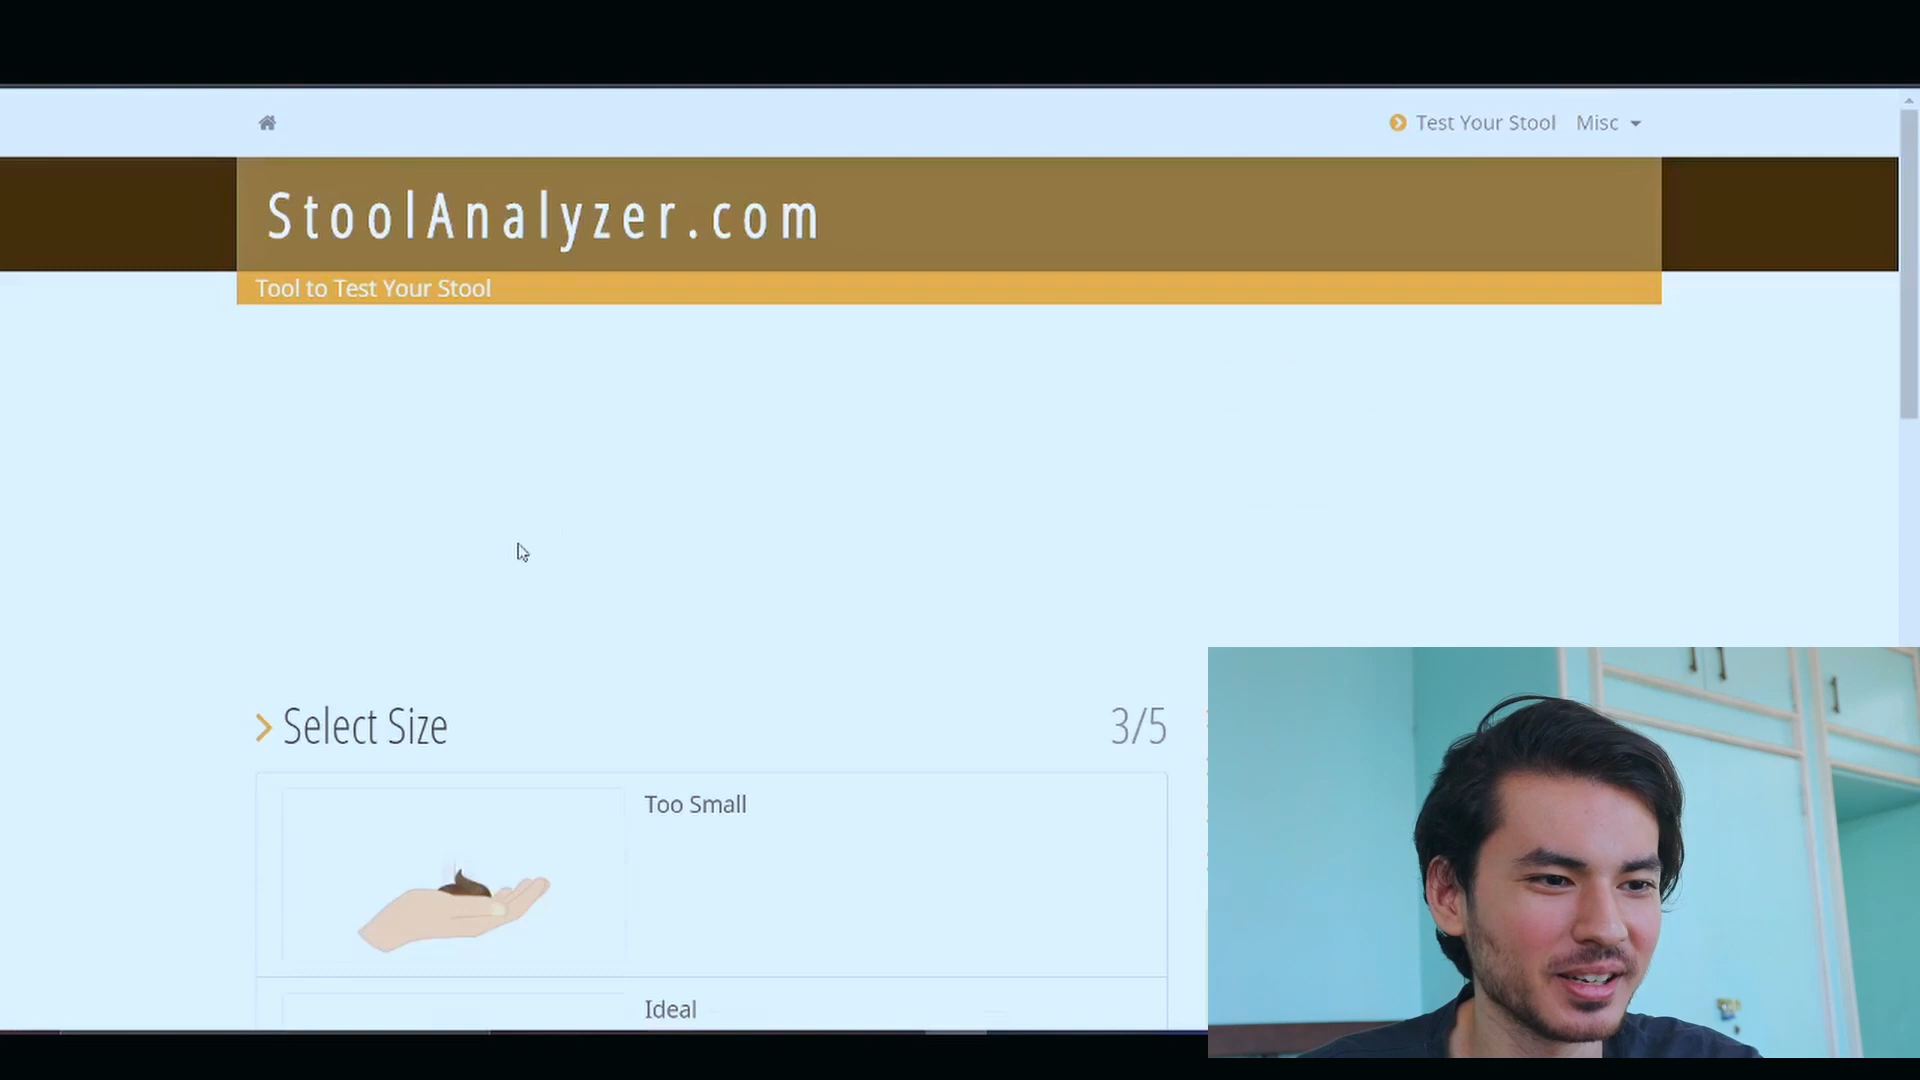 Test Your Stool Misc
StoolAnalyzer.com
Tool to Test Your Stool
Select Size 3/5
Too Small
Ideal